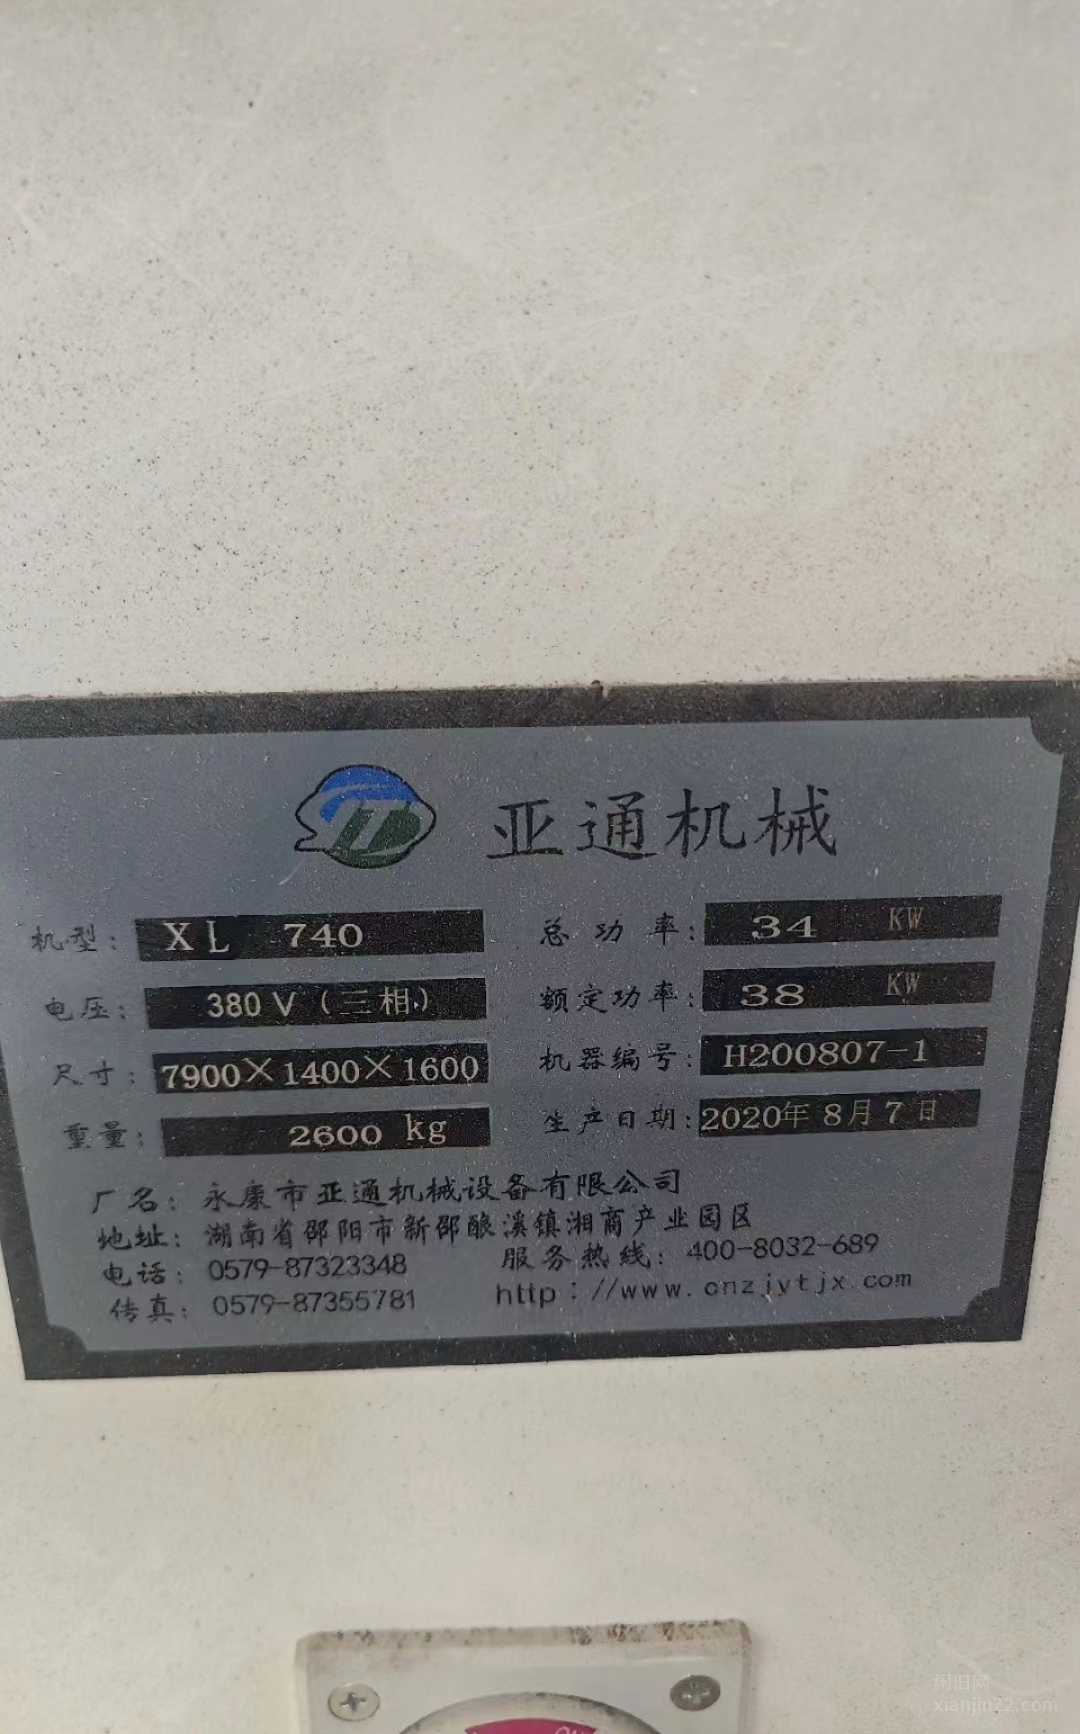 亚通机械
机型: XL 740
总功率: 34 KW
电压: 380V(三相)
额定功率: 38 KW
尺寸: 7900×1400×1600
机器编号: H200807-1
重量: 2600 kg
生产日期: 2020年8月7日
厂名: 永康市亚通机械设备有限公司
地址: 湖南省邵阳市新邵酿溪镇湘商产业园区
电话: 0579-87323348
服务热线: 400-8032-689
传真: 0579-87355781
http://www.cnzjytjx.com
闲旧网
xianjiu22.com